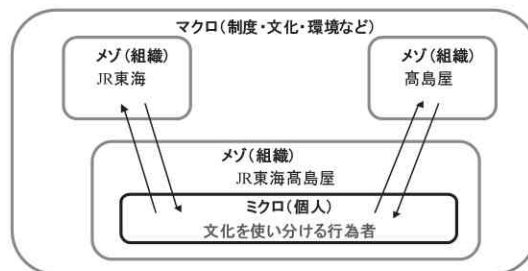 マクロ(制度・文化・環境など)
メゾ(組織)
JR東海
メゾ(組織)
髙島屋
メゾ(組織)
JR東海髙島屋
ミクロ(個人)
文化を使い分ける行為者